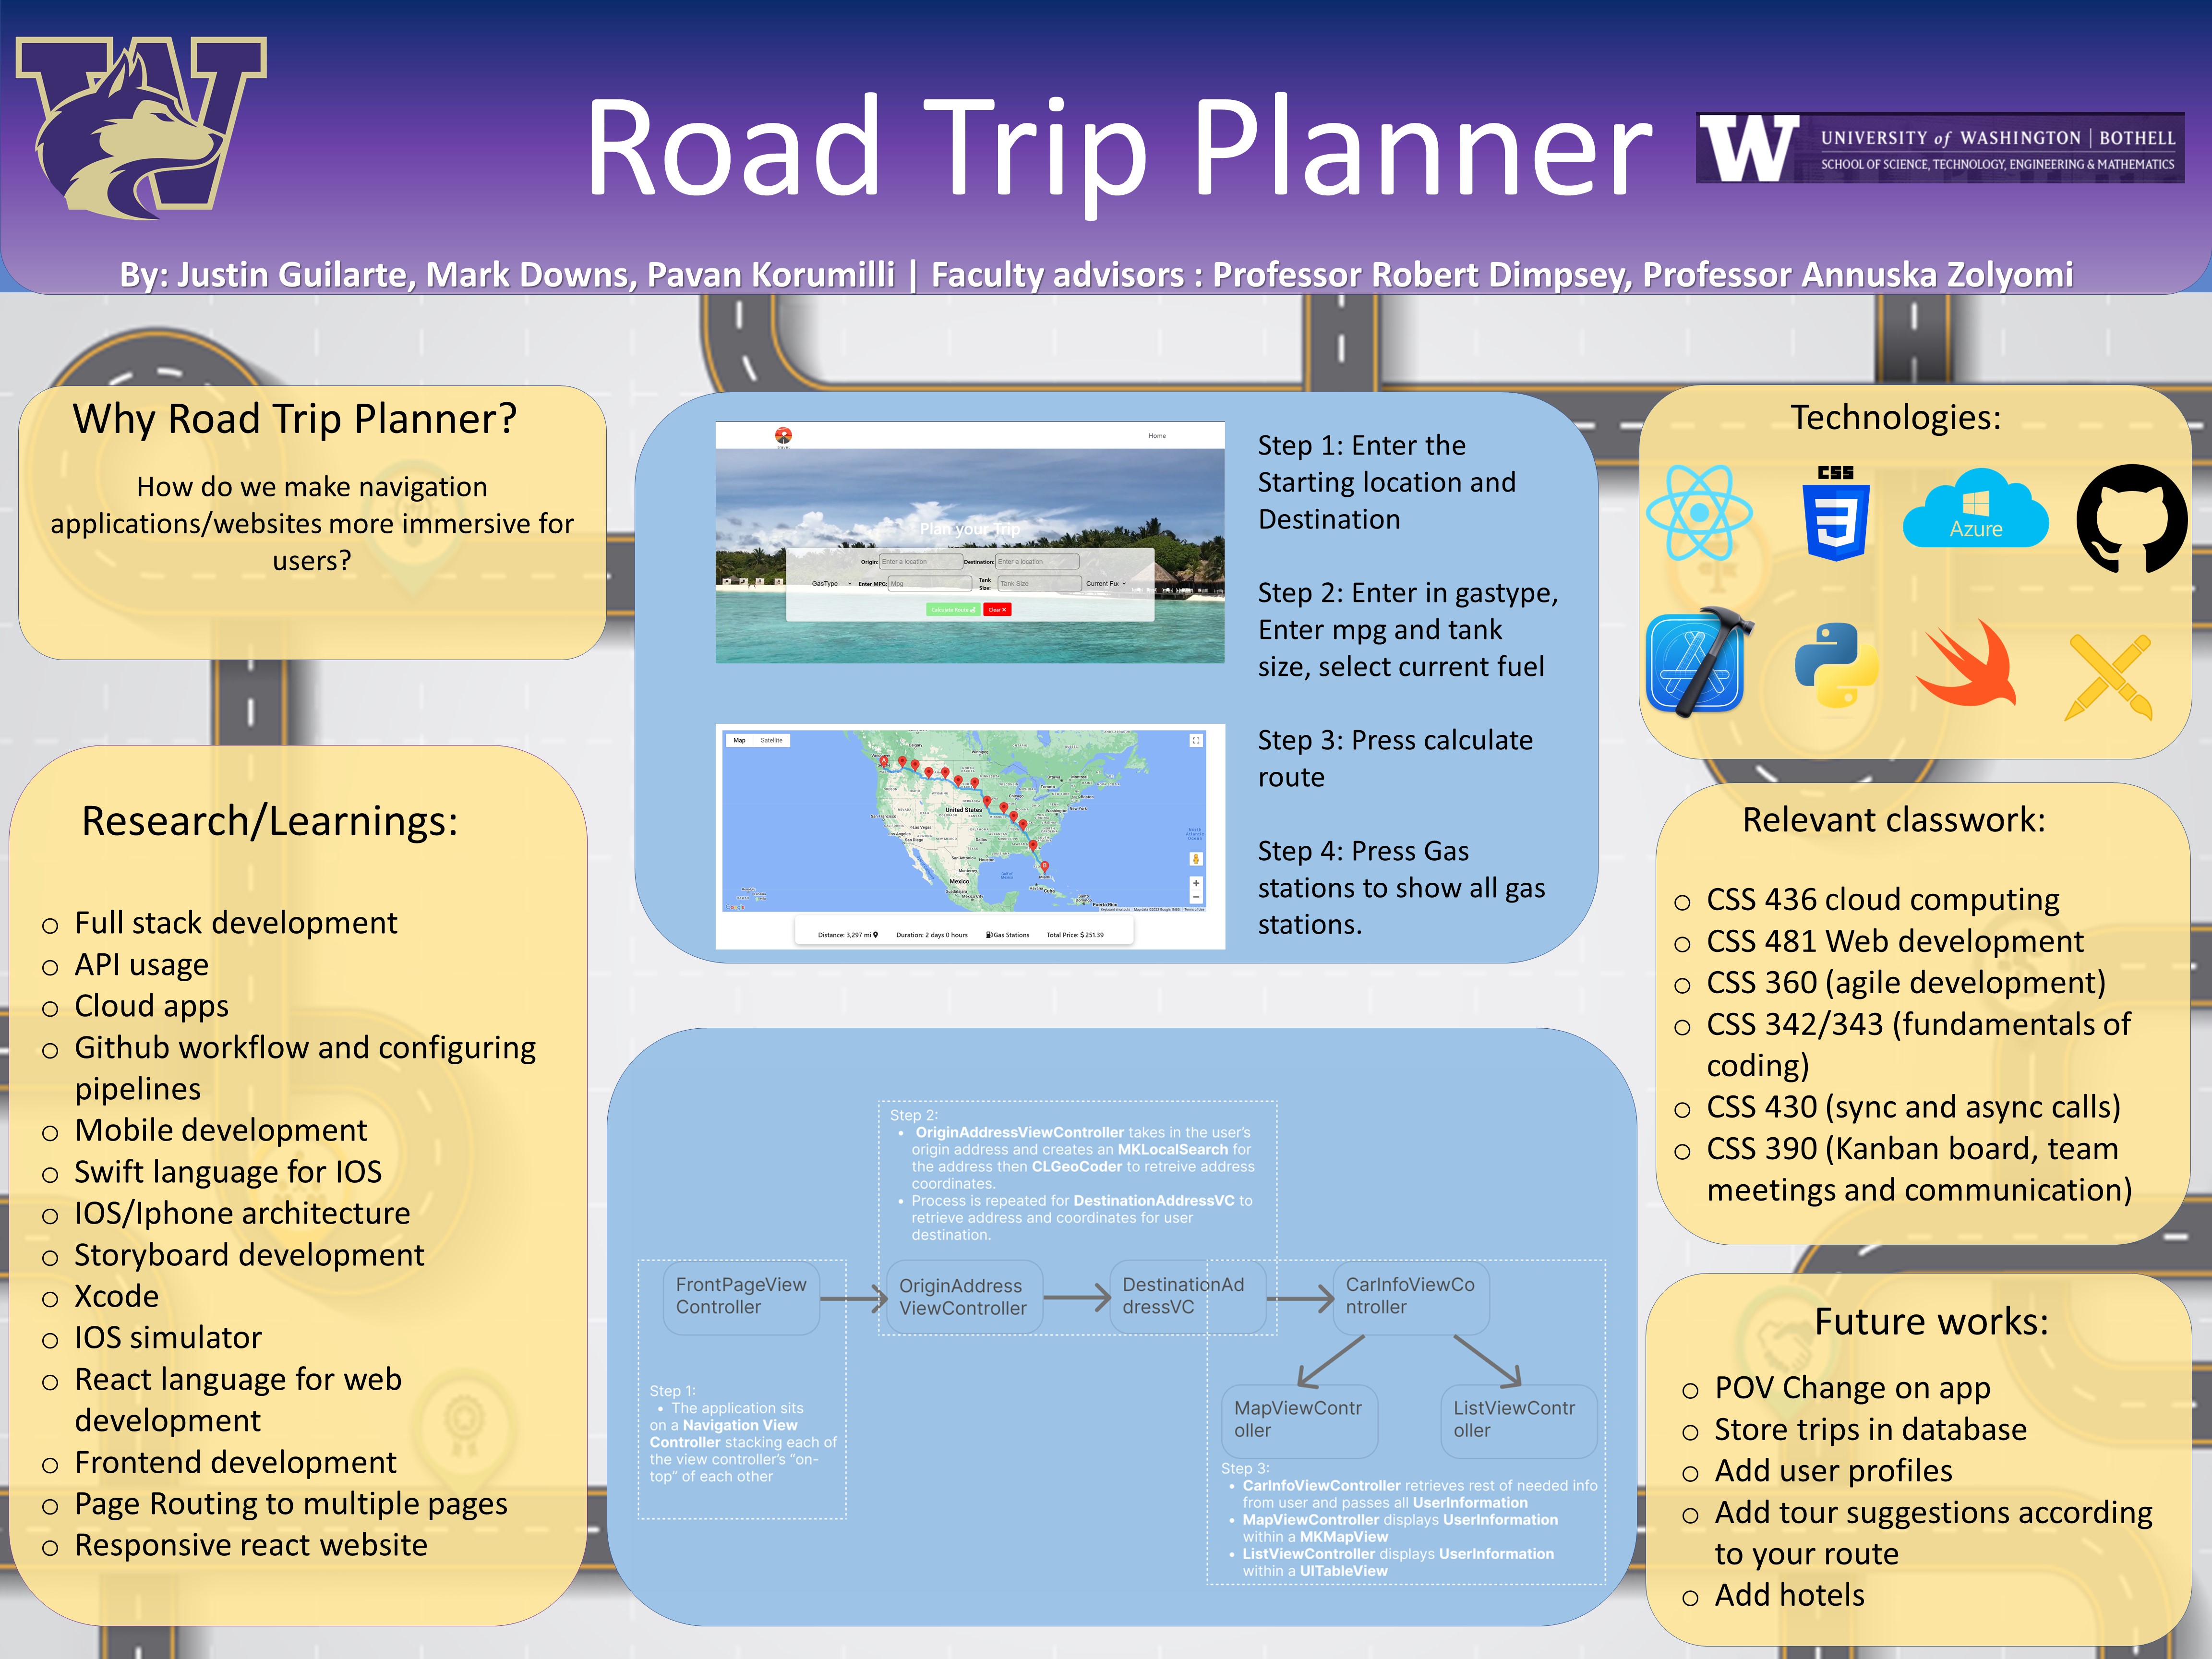 Road Trip Planner
W
UNIVERSITY of WASHINGTON | BOTHELL
SCHOOL OF SCIENCE, TECHNOLOGY, ENGINEERING & MATHEMATICS
By: Justin Guilarte, Mark Downs, Pavan Korumilli | Faculty advisors : Professor Robert Dimpsey, Professor Annuska Zolyomi
Why Road Trip Planner?
How do we make navigation
applications/websites more immersive for
users?
Research/Learnings:
o Full stack development
o API usage
o Cloud apps
o Github workflow and configuring
pipelines
o Mobile development
o Swift language for IOS
o IOS/Iphone architecture
o Storyboard development
o Xcode
o IOS simulator
o React language for web
development
o Frontend development
o Page Routing to multiple pages
o Responsive react website
Home
Plan your Trip
Origin: Enter a location Destination: Enter a location
GasType Enter MPG: Mpg Tank Size: Tank Size Current Fu
Calculate Route Clear X
Map Satellite
United States
Mexico
Distance: 3,297 mi Duration: 2 days 0 hours Gas Stations Total Price: $251.39
Step 1: Enter the
Starting location and
Destination
Step 2: Enter in gastype,
Enter mpg and tank
size, select current fuel
Step 3: Press calculate
route
Step 4: Press Gas
stations to show all gas
stations.
Step 2:
• OriginAddressViewController takes in the user's
origin address and creates an MKLocalSearch for
the address then CLGeoCoder to retreive address
coordinates.
• Process is repeated for DestinationAddressVC to
retrieve address and coordinates for user
destination.
FrontPageView
Controller
OriginAddress
ViewController
DestinationAd
dressVC
CarInfoViewCo
ntroller
MapViewContr
oller
ListViewContr
oller
Step 1:
• The application sits
on a Navigation View
Controller stacking each of
the view controller's "on-
top" of each other
Step 3:
• CarInfoViewController retrieves rest of needed info
from user and passes all UserInformation
• MapViewController displays UserInformation
within a MKMapView
• ListViewController displays UserInformation
within a UITableView
Technologies:
CSS
3
Azure
Relevant classwork:
o CSS 436 cloud computing
o CSS 481 Web development
o CSS 360 (agile development)
o CSS 342/343 (fundamentals of
coding)
o CSS 430 (sync and async calls)
o CSS 390 (Kanban board, team
meetings and communication)
Future works:
o POV Change on app
o Store trips in database
o Add user profiles
o Add tour suggestions according
to your route
o Add hotels